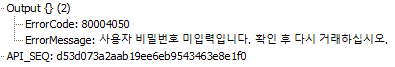 Output {} (2)
ErrorCode: 80004050
ErrorMessage: 사용자 비밀번호 미입력입니다. 확인 후 다시 거래하십시오.
API_SEQ: d53d073a2aab19ee6eb9543463e8e1f0